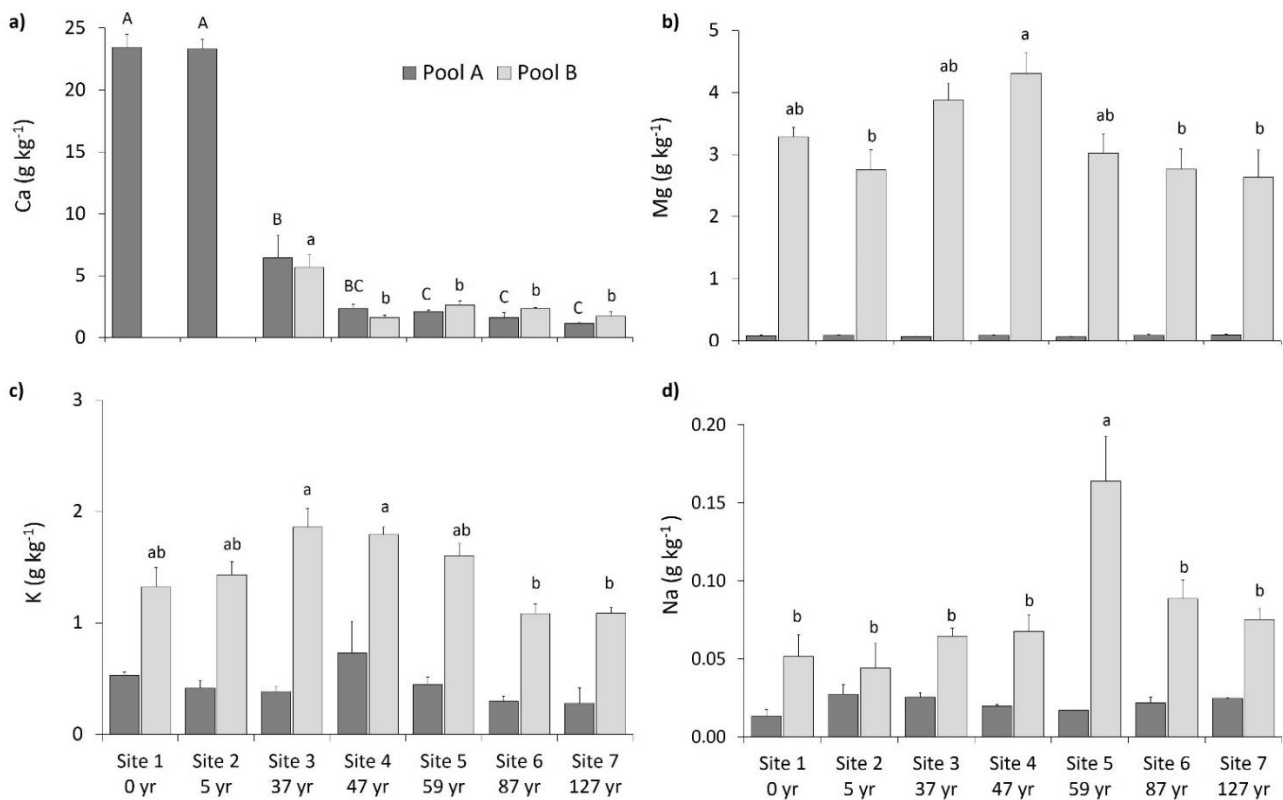 a)
Ca (g kg⁻¹)
25
20
15
10
5
0
A
A
B
a
BC
b
C
b
C
b
C
b
Pool A
Pool B
b)
Mg (g kg⁻¹)
5
4
3
2
1
0
ab
b
ab
a
ab
b
b
c)
K (g kg⁻¹)
3
2
1
0
ab
ab
a
a
ab
b
b
Site 1 Site 2 Site 3 Site 4 Site 5 Site 6 Site 7
0 yr 5 yr 37 yr 47 yr 59 yr 87 yr 127 yr
d)
Na (g kg⁻¹)
0.20
0.15
0.10
0.05
0.00
b
b
b
b
a
b
b
Site 1 Site 2 Site 3 Site 4 Site 5 Site 6 Site 7
0 yr 5 yr 37 yr 47 yr 59 yr 87 yr 127 yr